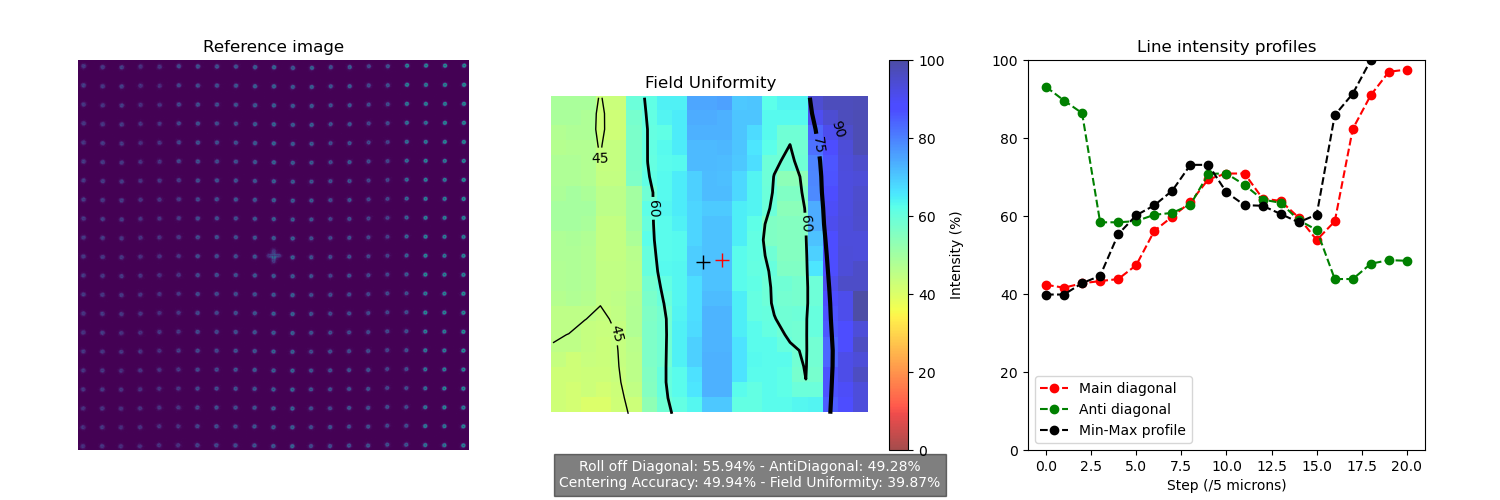 Reference image
Field Uniformity
45
60
45
60
75
90
100
80
60
40
20
0
Intensity (%)
Roll off Diagonal: 55.94% - AntiDiagonal: 49.28%
Centering Accuracy: 49.94% - Field Uniformity: 39.87%
Line intensity profiles
100
80
60
40
20
0
Main diagonal
Anti diagonal
Min-Max profile
0.0 2.5 5.0 7.5 10.0 12.5 15.0 17.5 20.0
Step (/5 microns)